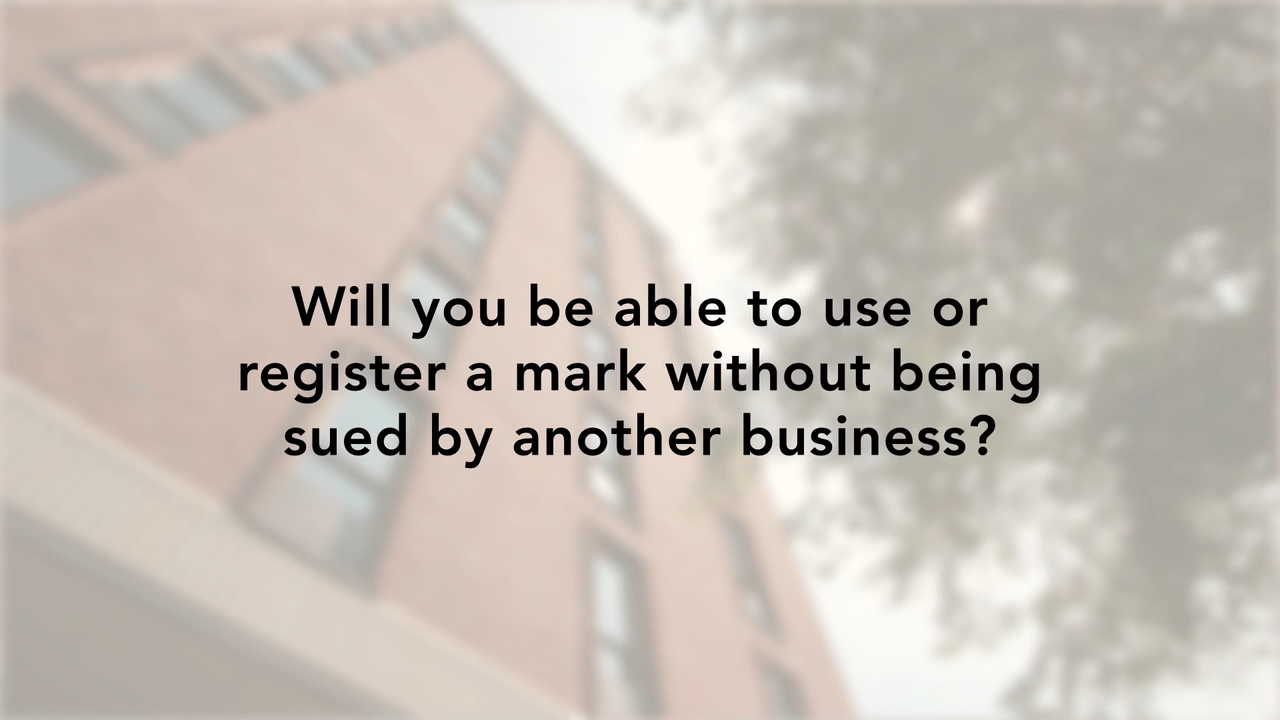 Will you be able to use or
register a mark without being
sued by another business?